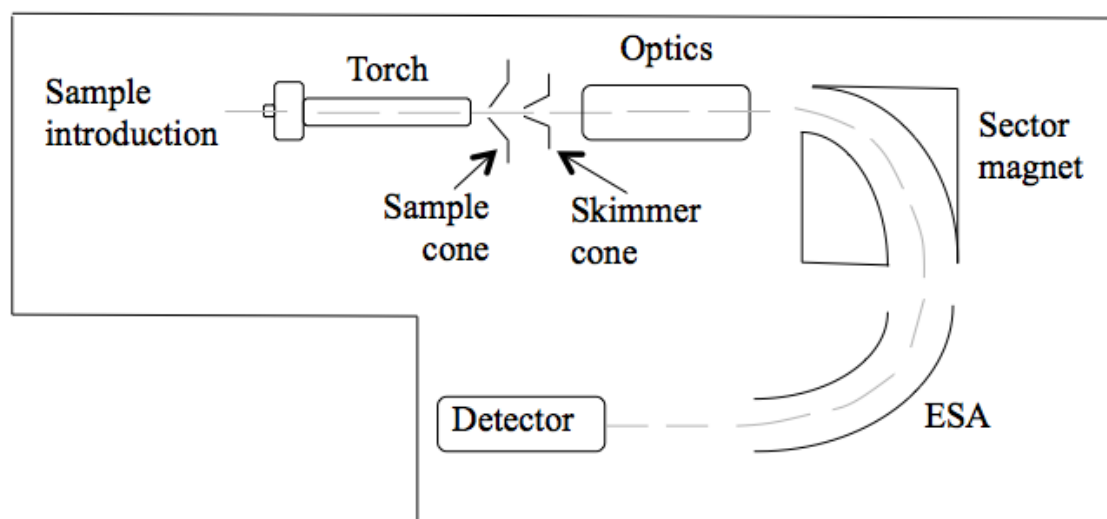 Sample
introduction
Torch
Optics
Sector
magnet
Sample
cone
Skimmer
cone
Detector
ESA